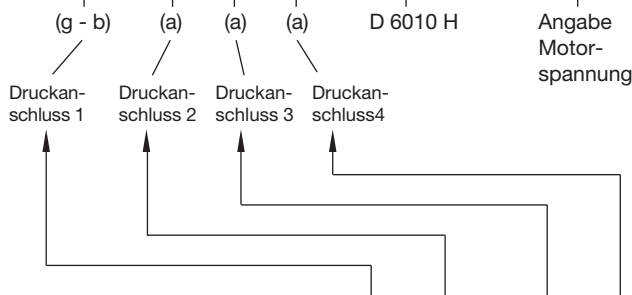 (g - b) (a) (a) (a) D 6010 H Angabe
Motor-
spannung
Druckan- Druckan- Druckan- Druckan-
schluss 1 schluss 2 schluss 3 schluss4